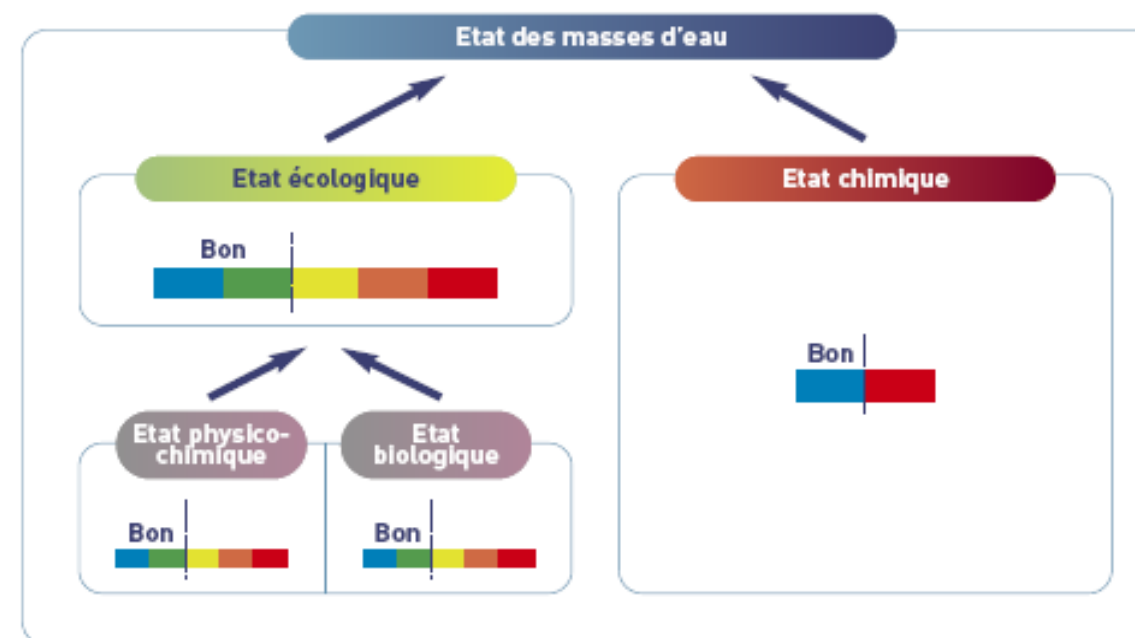 Etat des masses d'eau
Etat écologique
Bon
Etat chimique
Bon
Etat physico-
chimique
Bon
Etat
biologique
Bon